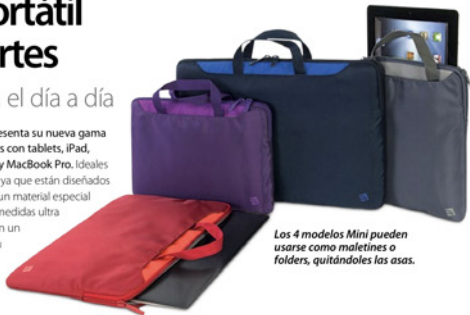 ortátil
rtes
el día a día
esenta su nueva gama
s con tablets, iPad,
y MacBook Pro. Ideales
ya que están diseñados
un material especial
medidas ultra
n un
Los 4 modelos Mini pueden
usarse como maletines o
folders, quitándoles las asas.